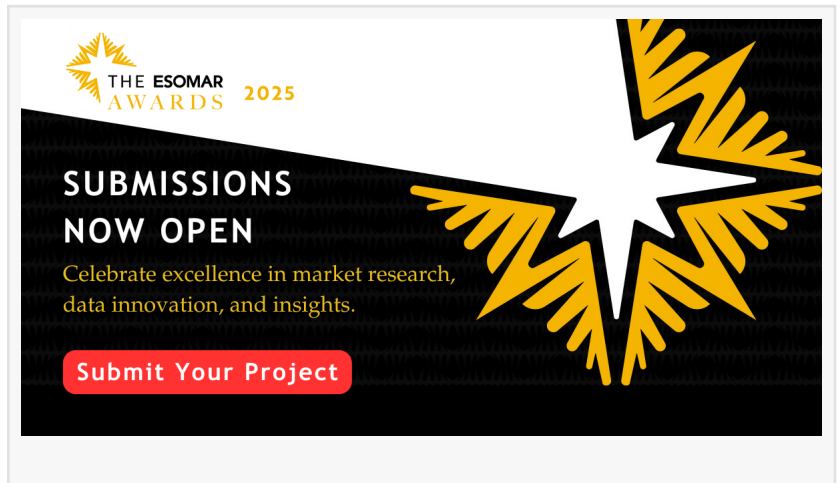 THE ESOMAR
AWARDS 2025
SUBMISSIONS
NOW OPEN
Celebrate excellence in market research,
data innovation, and insights.
Submit Your Project